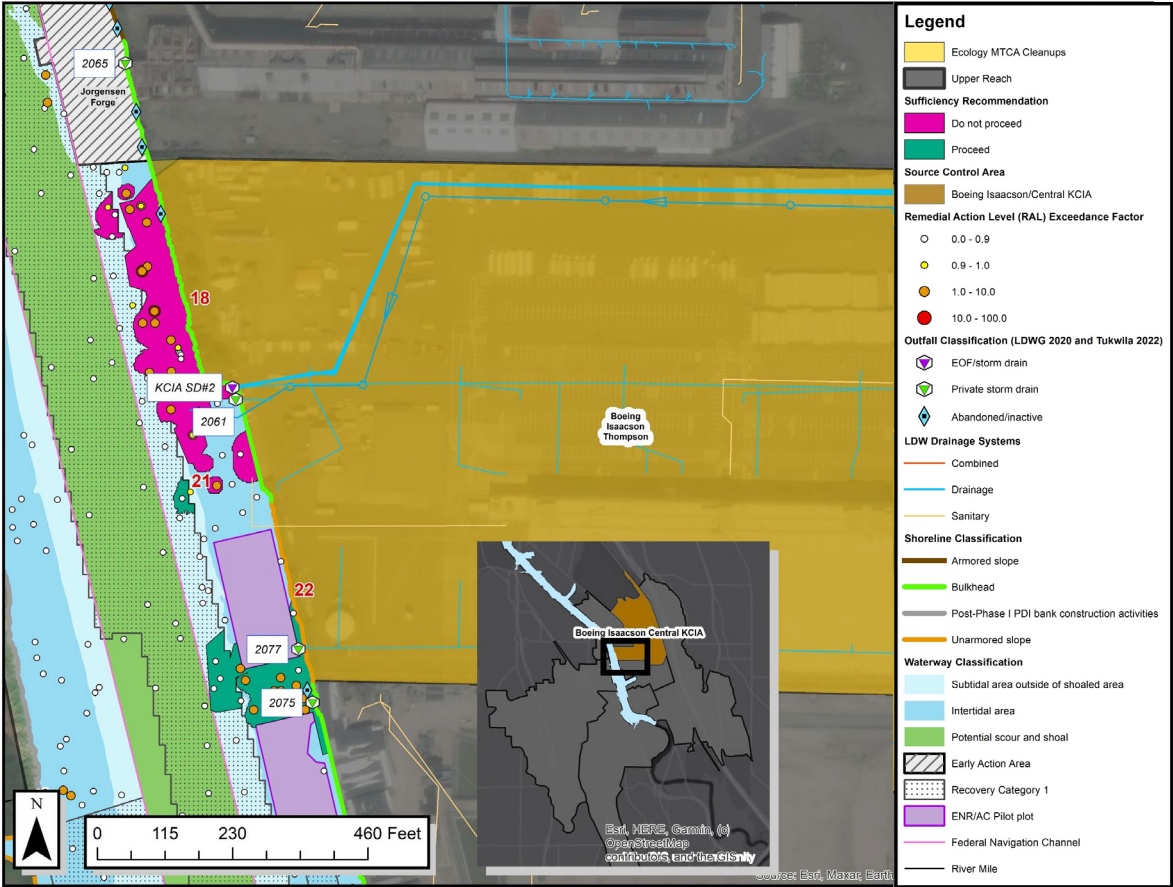 2065
Jorgensen
Forge
18
KCIA SD#2
2061
21
Boeing
Isaacson
Thompson
22
2077
2075
N
0 115 230 460 Feet
Boeing Isaacson Central KCIA
Esri, HERE, Garmin, (c)
OpenStreetMap
contributors, and the GIS
Source: Esri, Maxar, Earth
Legend
Ecology MTCA Cleanups
Upper Reach
Sufficiency Recommendation
Do not proceed
Proceed
Source Control Area
Boeing Isaacson/Central KCIA
Remedial Action Level (RAL) Exceedance Factor
0.0 - 0.9
0.9 - 1.0
1.0 - 10.0
10.0 - 100.0
Outfall Classification (LDWG 2020 and Tukwila 2022)
EOF/storm drain
Private storm drain
Abandoned/inactive
LDW Drainage Systems
Combined
Drainage
Sanitary
Shoreline Classification
Armored slope
Bulkhead
Post-Phase I PDI bank construction activities
Unarmored slope
Waterway Classification
Subtidal area outside of shoaled area
Intertidal area
Potential scour and shoal
Early Action Area
Recovery Category 1
ENR/AC Pilot plot
Federal Navigation Channel
River Mile